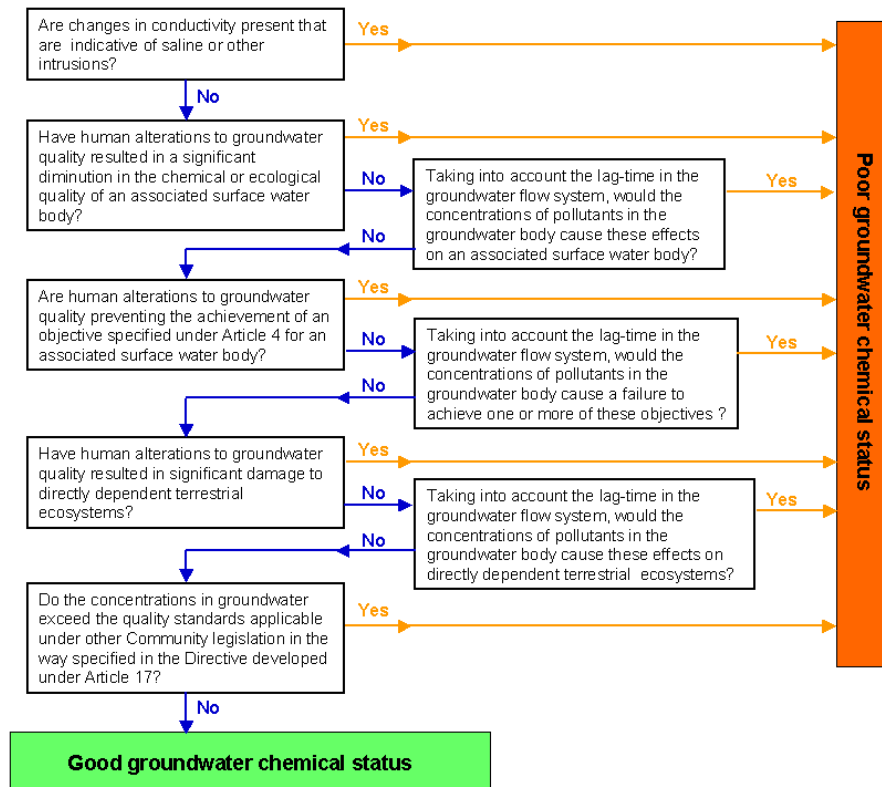 Are changes in conductivity present that
are indicative of saline or other
intrusions?
Yes
No
Have human alterations to groundwater
quality resulted in a significant
diminution in the chemical or ecological
quality of an associated surface water
body?
Yes
No
Taking into account the lag-time in the
groundwater flow system, would the
concentrations of pollutants in the
groundwater body cause these effects
on an associated surface water body?
Yes
No
Are human alterations to groundwater
quality preventing the achievement of an
objective specified under Article 4 for an
associated surface water body?
Yes
No
Taking into account the lag-time in the
groundwater flow system, would the
concentrations of pollutants in the
groundwater body cause a failure to
achieve one or more of these objectives ?
Yes
No
Have human alterations to groundwater
quality resulted in significant damage to
directly dependent terrestrial
ecosystems?
Yes
No
Taking into account the lag-time in the
groundwater flow system, would the
concentrations of pollutants in the
groundwater body cause these effects on
directly dependent terrestrial ecosystems?
Yes
No
Do the concentrations in groundwater
exceed the quality standards applicable
under other Community legislation in the
way specified in the Directive developed
under Article 17?
Yes
No
Good groundwater chemical status
Poor groundwater chemical status